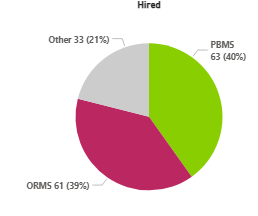 Hired
Other 33 (21%)
PBMS
63 (40%)
ORMS 61 (39%)